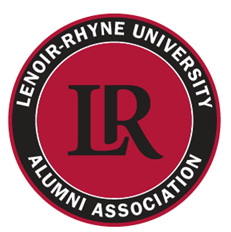 LENOIR-RHYNE UNIVERSITY
LR
ALUMNI ASSOCIATION